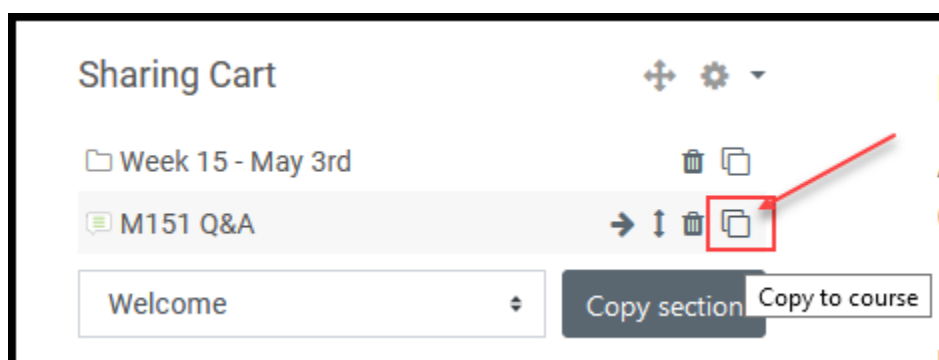 Sharing Cart
Week 15 - May 3rd
M151 Q&A
Welcome
Copy section
Copy to course